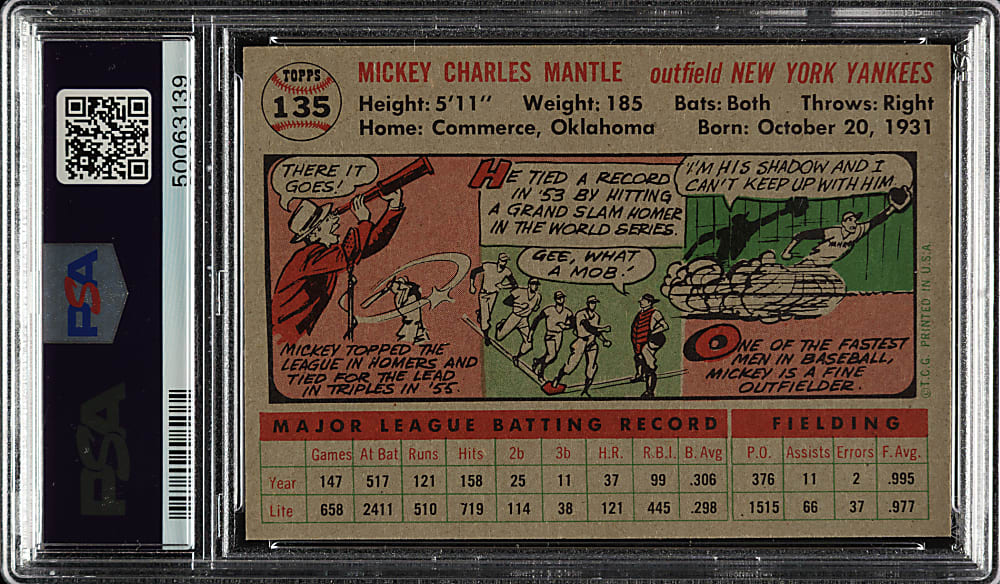 PSA
50063139
PSA
TOPPS
135
MICKEY CHARLES MANTLE outfield NEW YORK YANKEES
Height: 5'11" Weight: 185 Bats: Both Throws: Right
Home: Commerce, Oklahoma Born: October 20, 1931
THERE IT
GOES!
MICKEY TOPPED THE
LEAGUE IN HOMERS AND
TIED FOR THE LEAD
IN TRIPLES IN '55.
HE TIED A RECORD
IN '53 BY HITTING
A GRAND SLAM HOMER
IN THE WORLD SERIES.
GEE, WHAT
A MOB!
I'M HIS SHADOW AND I
CAN'T KEEP UP WITH HIM.
YANKS
ONE OF THE FASTEST
MEN IN BASEBALL,
MICKEY IS A FINE
OUTFIELDER.
©T.C.G. PRINTED IN U.S.A.
MAJOR LEAGUE BATTING RECORD FIELDING
Games At Bat Runs Hits 2b 3b H.R. R.B.I. B. Avg P.O. Assists Errors F. Avg.
Year 147 517 121 158 25 11 37 99 .306 376 11 2 .995
Life 658 2411 510 719 114 38 121 445 .298 1515 66 37 .977